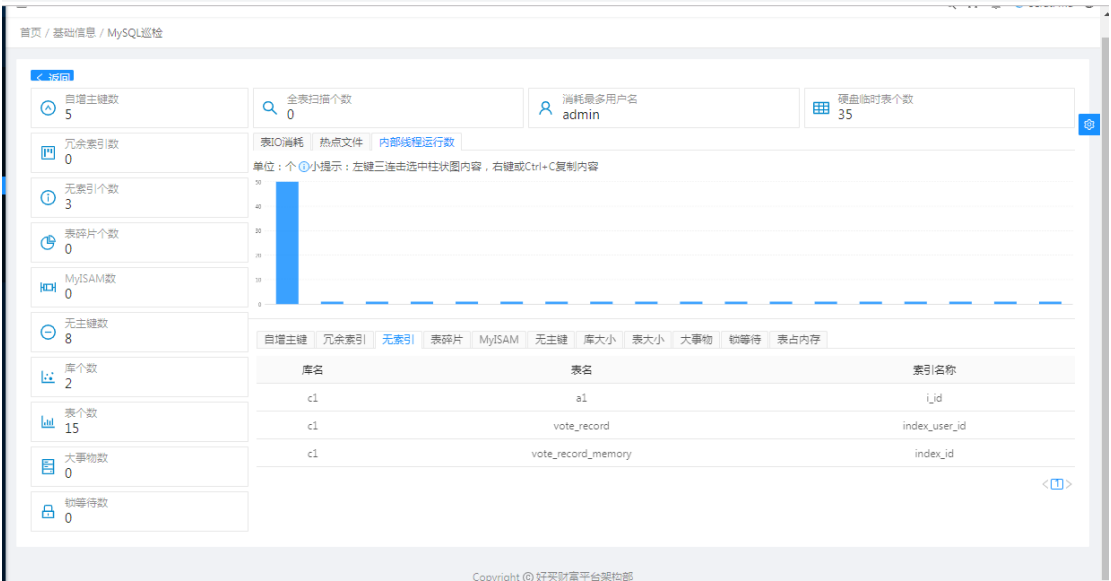 首页 / 基础信息 / MySQL巡检
< 返回
自增主键数
5
全表扫描个数
0
消耗最多用户名
admin
硬盘临时表个数
35
冗余索引数
0
无索引个数
3
表碎片个数
0
MyISAM数
0
无主键数
8
库个数
2
表个数
15
大事物数
0
锁等待数
0
表IO消耗 热点文件 内部线程运行数
单位：个 小提示：左键三连击选中柱状图内容，右键或Ctrl+C复制内容
50
40
30
20
10
0
自增主键 冗余索引 无索引 表碎片 MyISAM 无主键 库大小 表大小 大事物 锁等待 表占内存
库名 表名 索引名称
c1 a1 i_id
c1 vote_record index_user_id
c1 vote_record_memory index_id
< 1 >
Copyright © 好买财富平台架构部